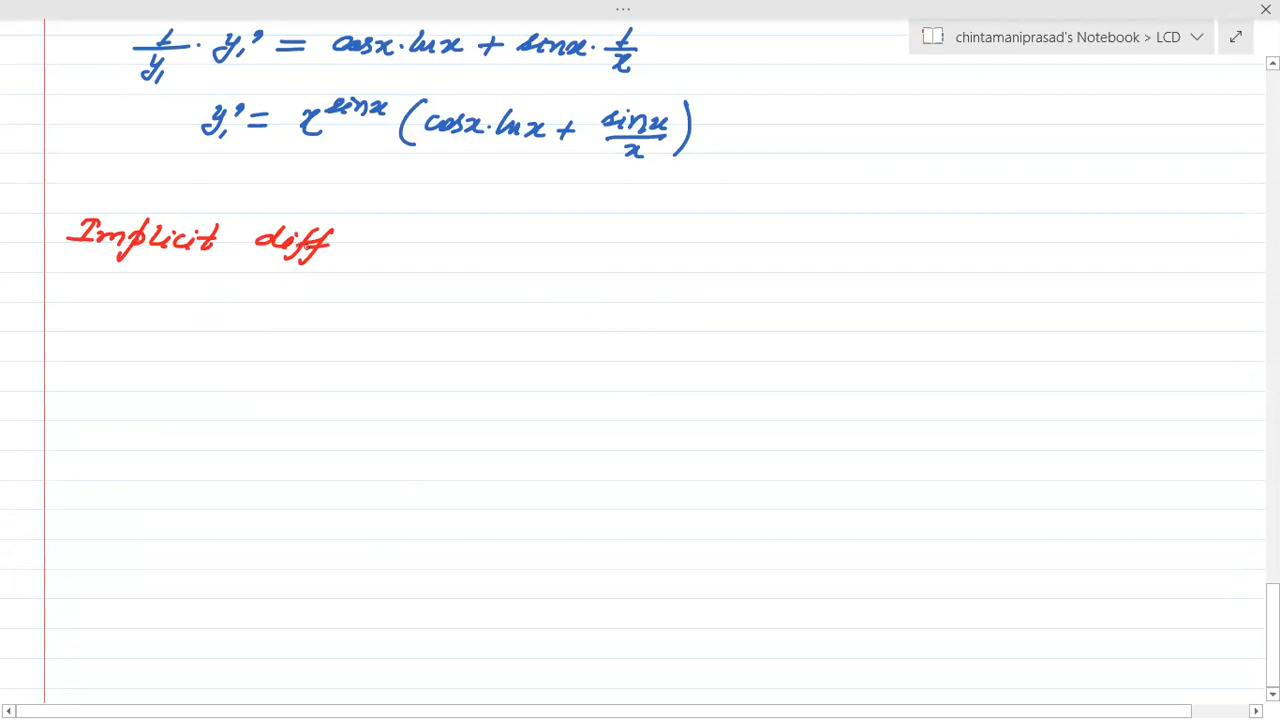 chintamaniprasad's Notebook > LCD
1/y₁ · y₁' = cosx·lnx + sinx · 1/x
y₁' = x^sinx (cosx·lnx + sinx/x)
Implicit diff